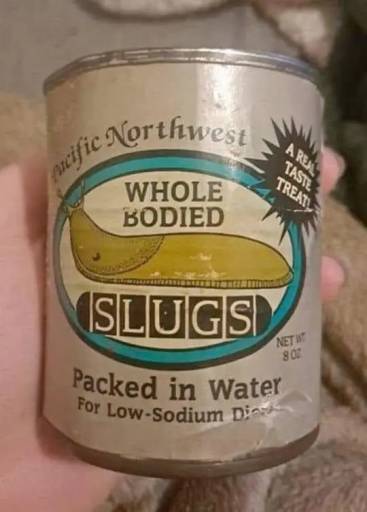 Pacific Northwest
A REAL
TASTE
TREAT!
WHOLE
BODIED
SLUGS
NET WT
8 OZ
Packed in Water
For Low-Sodium